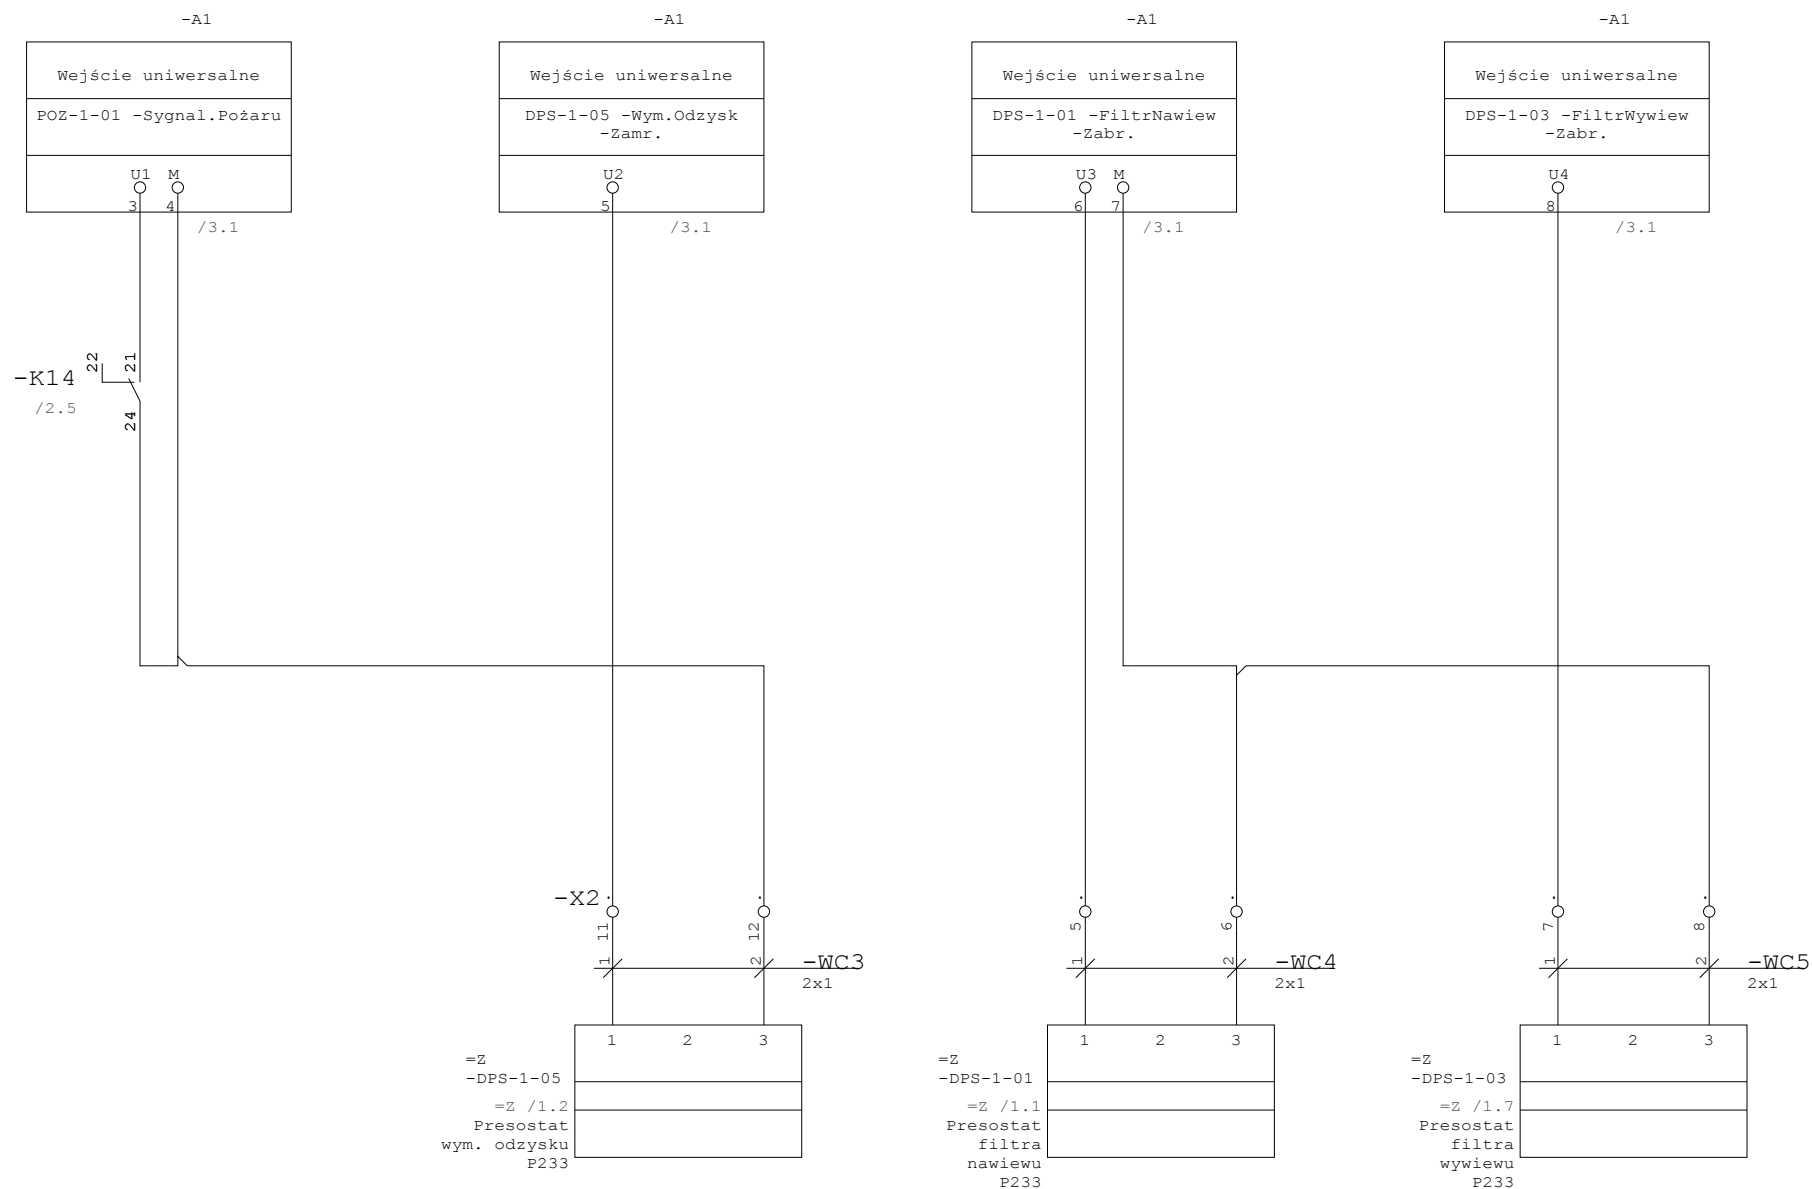 -A1
-A1
-A1
-A1
Wejście uniwersalne
Wejście uniwersalne
Wejście uniwersalne
Wejście uniwersalne
POZ-1-01 -Sygnal.Pożaru
DPS-1-05 -Wym.Odzysk
-Zamr.
DPS-1-01 -FiltrNawiew
-Zabr.
DPS-1-03 -FiltrWywiew
-Zabr.
U1 M
U2
U3 M
U4
3 4
5
6 7
8
/3.1
/3.1
/3.1
/3.1
22 21
-K14
/2.5
24
-X2
11 12
5 6
7 8
1 2 -WC3
2x1
1 2 -WC4
2x1
1 2 -WC5
2x1
1 2 3
1 2 3
1 2 3
=Z
-DPS-1-05
=Z /1.2
Presostat
wym. odzysku
P233
=Z
-DPS-1-01
=Z /1.1
Presostat
filtra
nawiewu
P233
=Z
-DPS-1-03
=Z /1.7
Presostat
filtra
wywiewu
P233